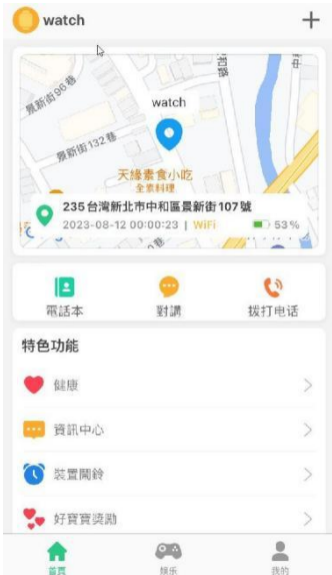 watch
景新街96巷
watch
景新街132巷
天緣素食小吃
全素料理
235台灣新北市中和區景新街107號
2023-08-12 00:00:23 | WiFi 53%
電話本 對講 拨打电话
特色功能
健康
資訊中心
裝置鬧鈴
好寶寶獎勵
首頁 娛乐 我的